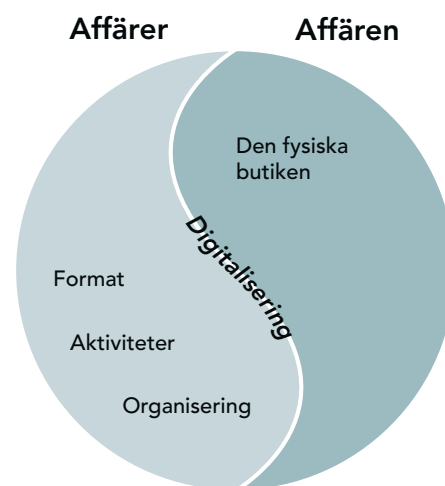 Affärer
Affären
Den fysiska
butiken
Digitalisering
Format
Aktiviteter
Organisering